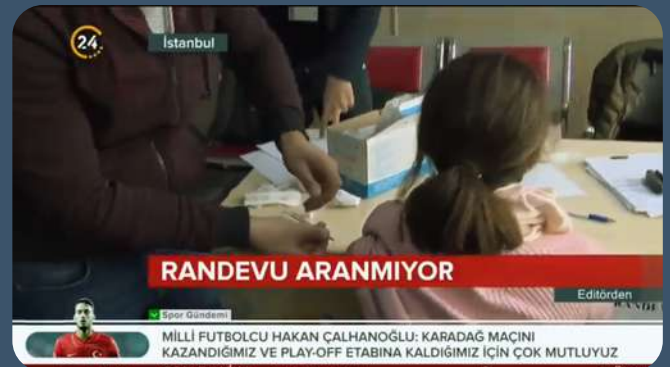 24
İstanbul
RANDEVU ARANMIYOR
Editörden
Spor Gündemi
MİLLİ FUTBOLCU HAKAN ÇALHANOĞLU: KARADAĞ MAÇINI
KAZANDIĞIMIZ VE PLAY-OFF ETABINA KALDIĞIMIZ İÇİN ÇOK MUTLUYUZ